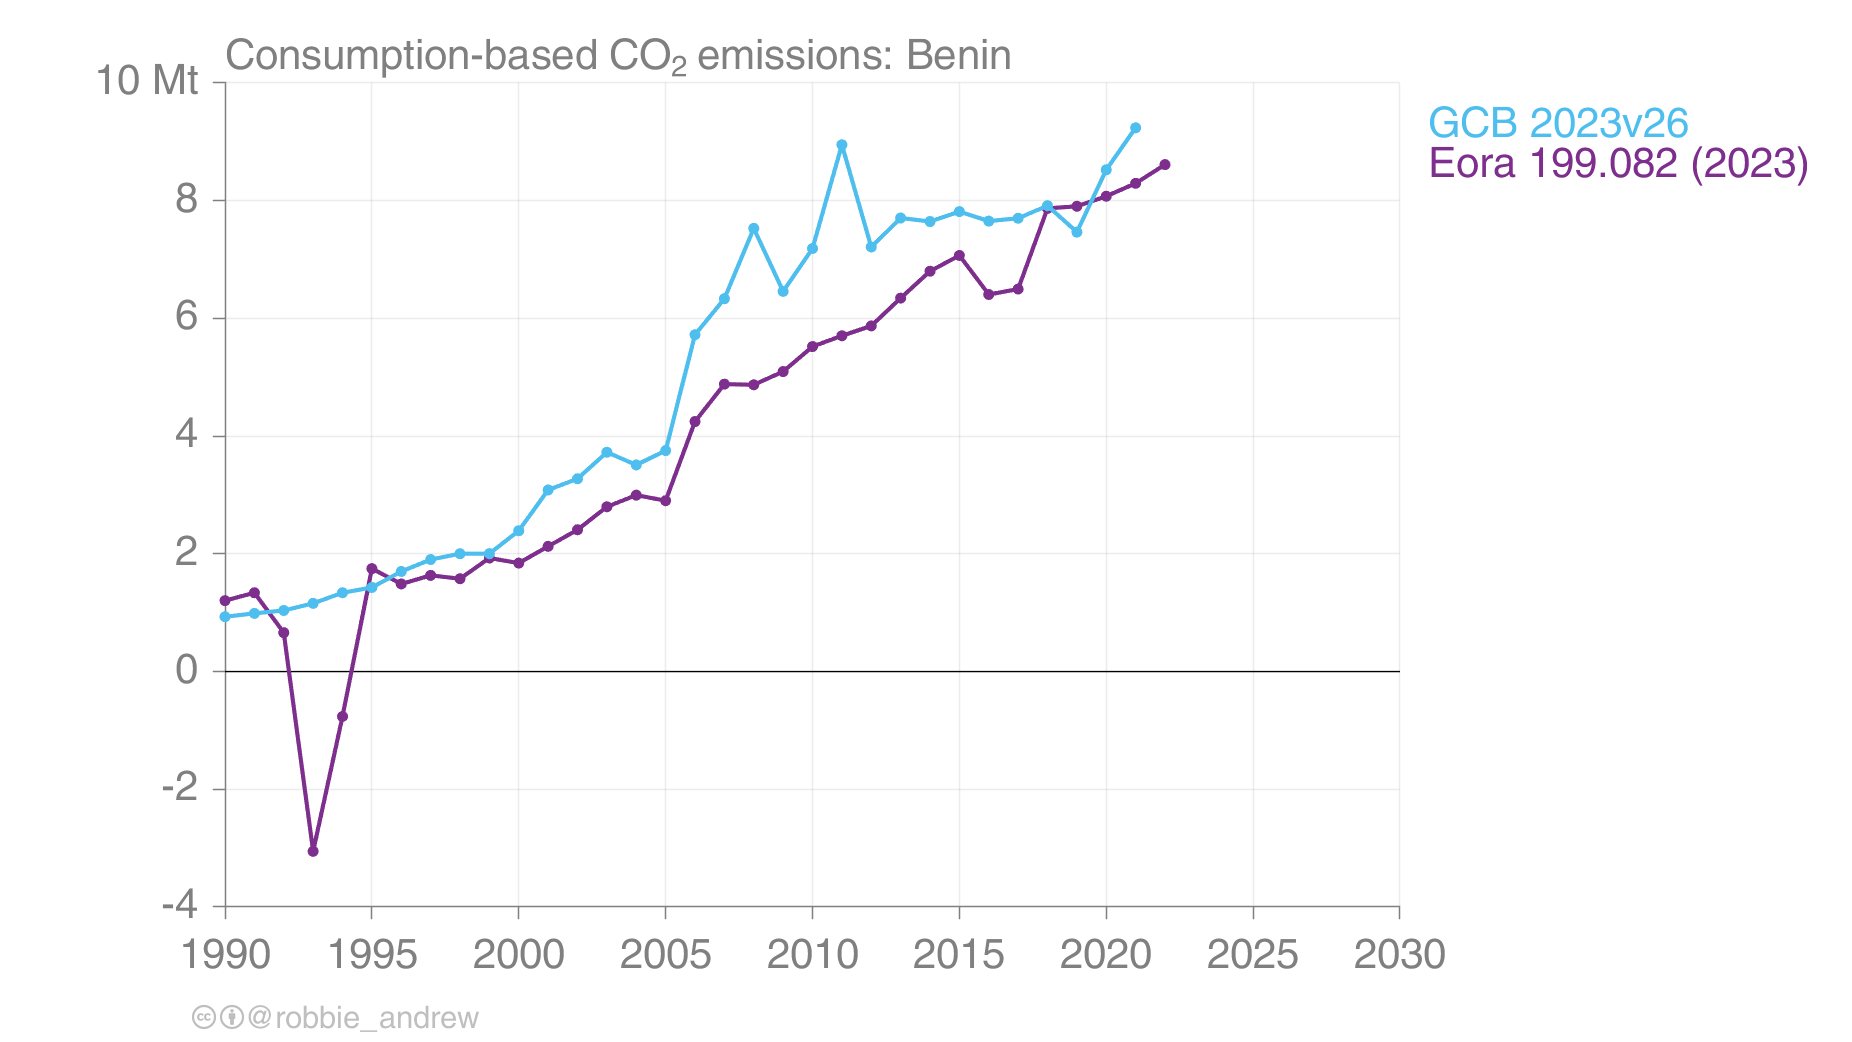 Consumption-based CO₂ emissions: Benin
10 Mt
8
6
4
2
0
-2
-4
1990 1995 2000 2005 2010 2015 2020 2025 2030
GCB 2023v26
Eora 199.082 (2023)
@robbie_andrew